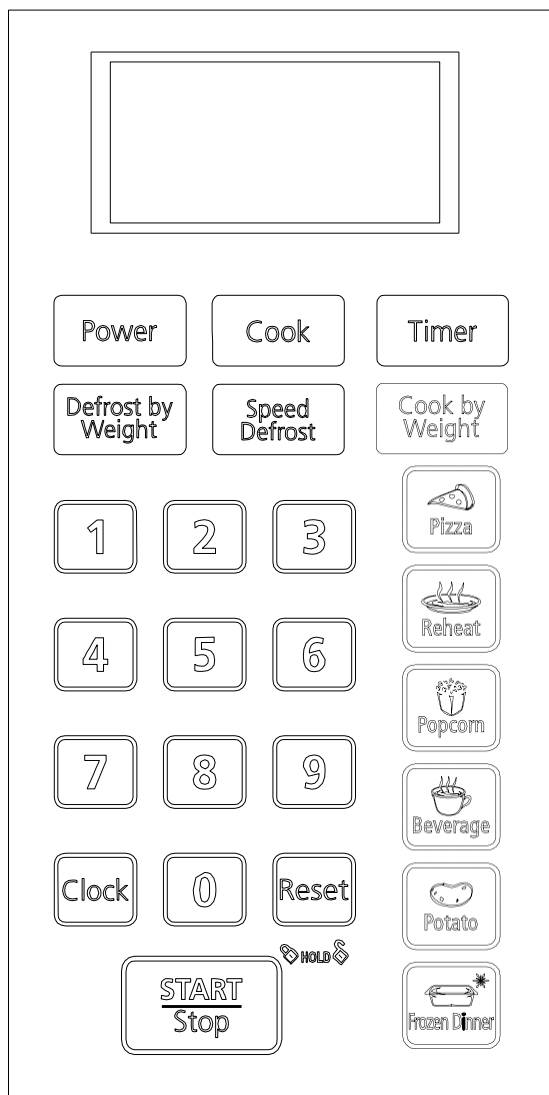 Power
Cook
Timer
Defrost by
Weight
Speed
Defrost
Cook by
Weight
Pizza
1
2
3
Reheat
4
5
6
Popcorn
7
8
9
Beverage
Clock
0
Reset
Potato
HOLD
START
Stop
Frozen Dinner